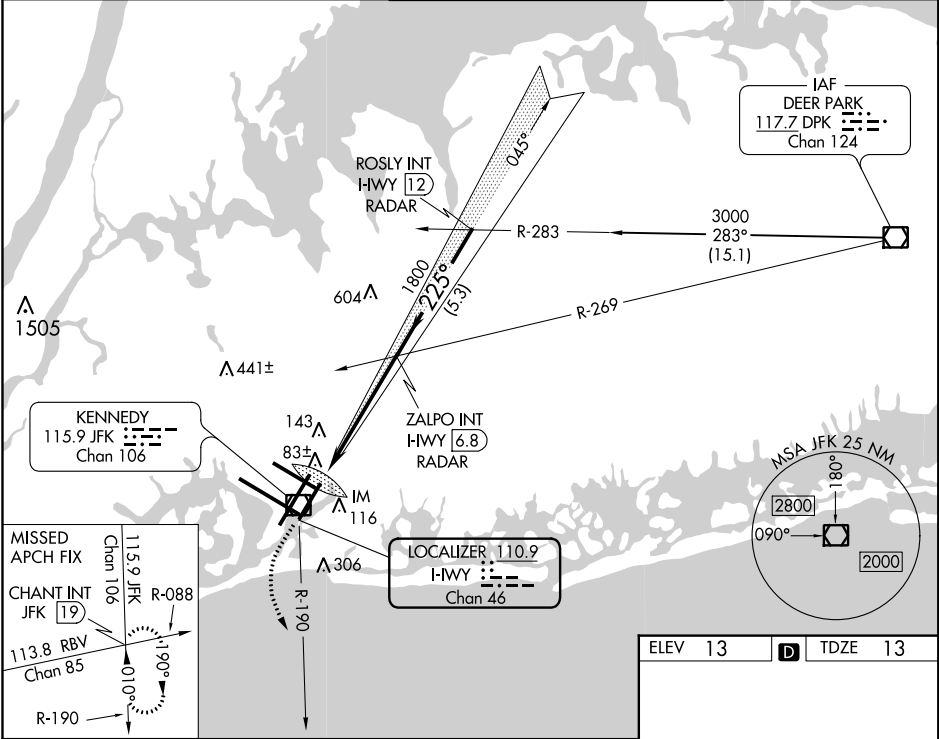 IAF
DEER PARK
117.7 DPK
Chan 124
ROSLY INT
I-WY 12
RADAR
045°
R-283
3000
283°
(15.1)
1800
225°
(5.3)
604
R-269
1505
441±
KENNEDY
115.9 JFK
Chan 106
143
83±
ZALPO INT
I-IWY 6.8
RADAR
IM
116
MSA JFK 25 NM
180°
2800
090°
2000
LOCALIZER 110.9
I-IWY
Chan 46
306
R-190
MISSED
APCH FIX
115.9 JFK
Chan 106
CHANT INT
JFK 19
R-088
113.8 RBV
Chan 85
190°
010°
R-190
ELEV 13
D
TDZE 13